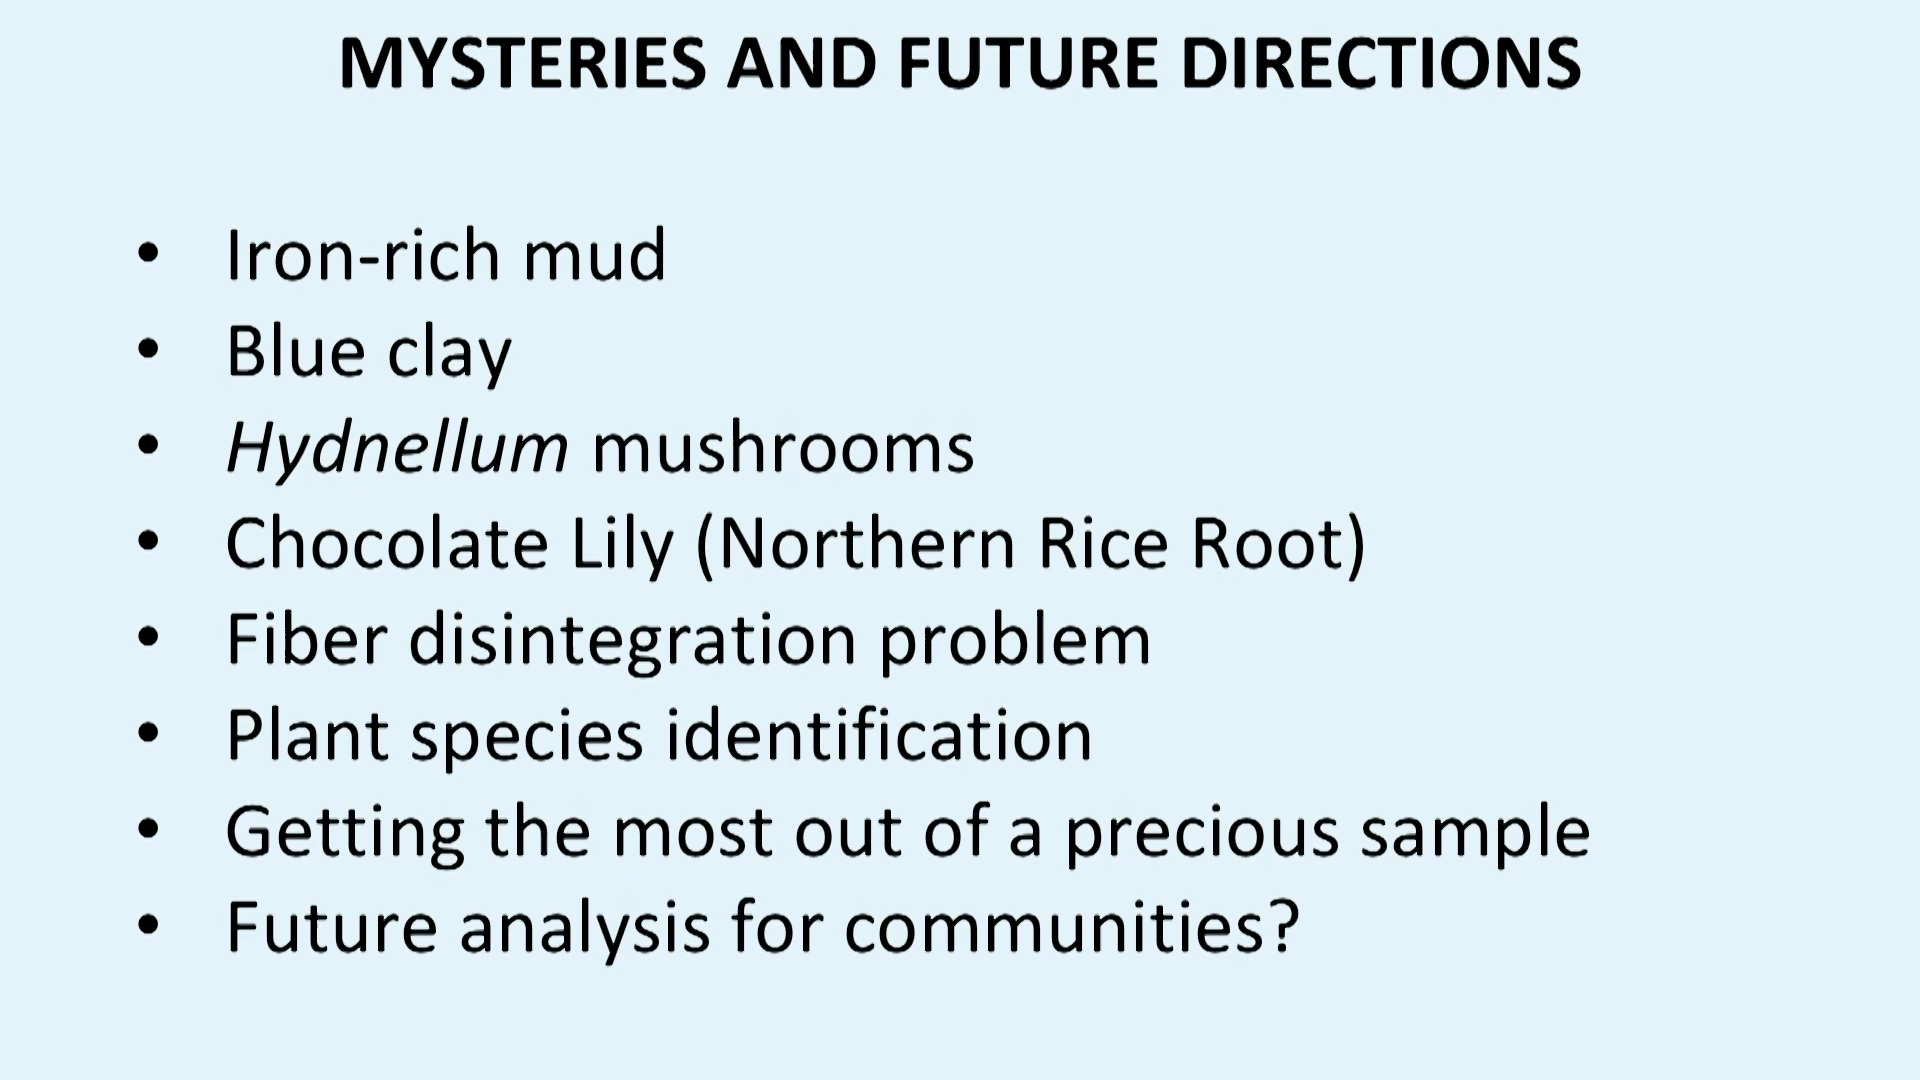 MYSTERIES AND FUTURE DIRECTIONS
• Iron-rich mud
• Blue clay
• Hydnellum mushrooms
• Chocolate Lily (Northern Rice Root)
• Fiber disintegration problem
• Plant species identification
• Getting the most out of a precious sample
• Future analysis for communities?